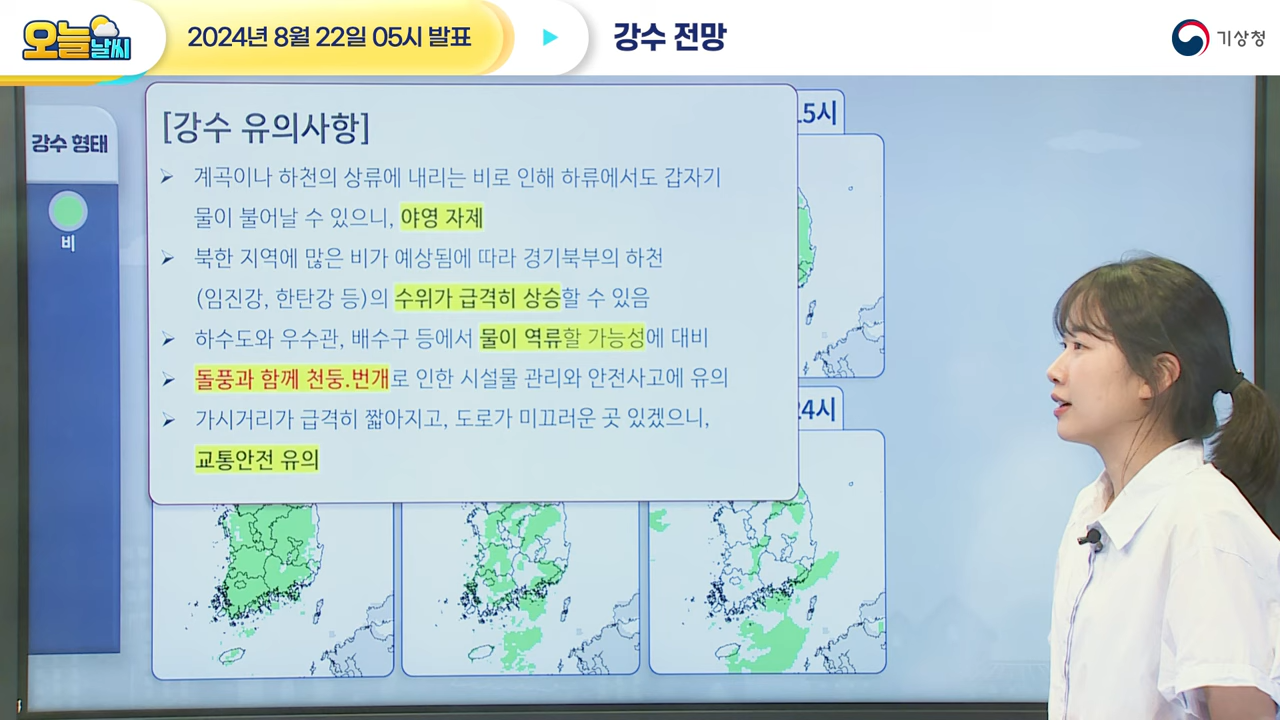 오늘날씨
2024년 8월 22일 05시 발표
강수 전망
기상청
강수 형태
비
[강수 유의사항]
계곡이나 하천의 상류에 내리는 비로 인해 하류에서도 갑자기
물이 불어날 수 있으니, 야영 자제
북한 지역에 많은 비가 예상됨에 따라 경기북부의 하천
(임진강, 한탄강 등)의 수위가 급격히 상승할 수 있음
하수도와 우수관, 배수구 등에서 물이 역류할 가능성에 대비
돌풍과 함께 천둥.번개로 인한 시설물 관리와 안전사고에 유의
가시거리가 급격히 짧아지고, 도로가 미끄러운 곳 있겠으니,
교통안전 유의
5시
4시